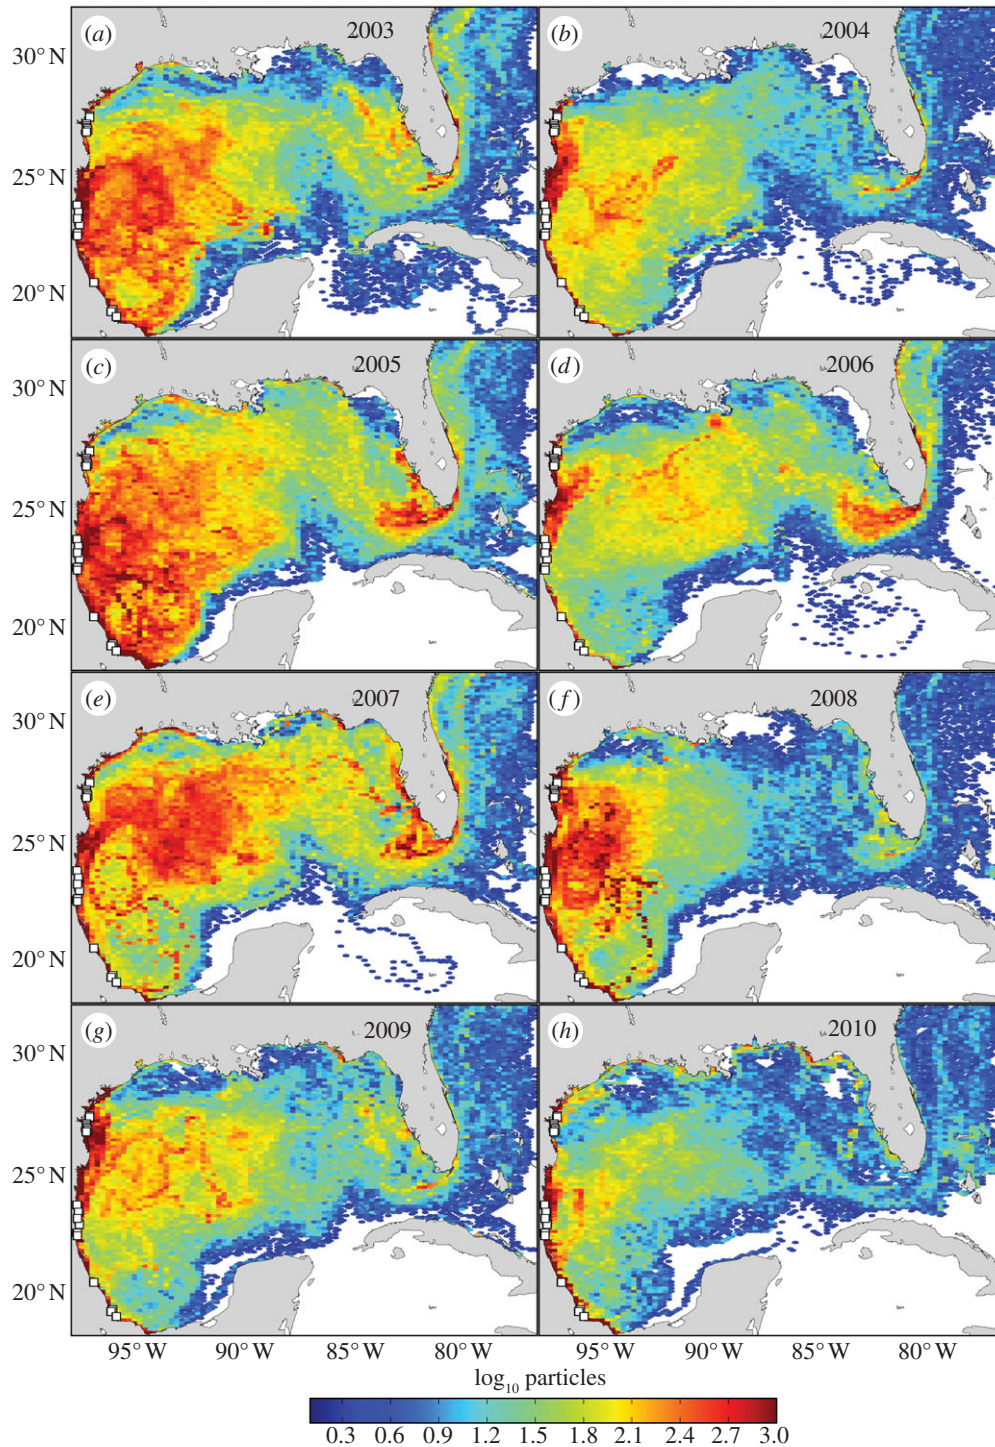 (a) 2003
(b) 2004
30° N
25° N
20° N
(c) 2005
(d) 2006
30° N
25° N
20° N
(e) 2007
(f) 2008
30° N
25° N
20° N
(g) 2009
(h) 2010
30° N
25° N
20° N
95° W 90° W 85° W 80° W 95° W 90° W 85° W 80° W
log10 particles
0.3 0.6 0.9 1.2 1.5 1.8 2.1 2.4 2.7 3.0